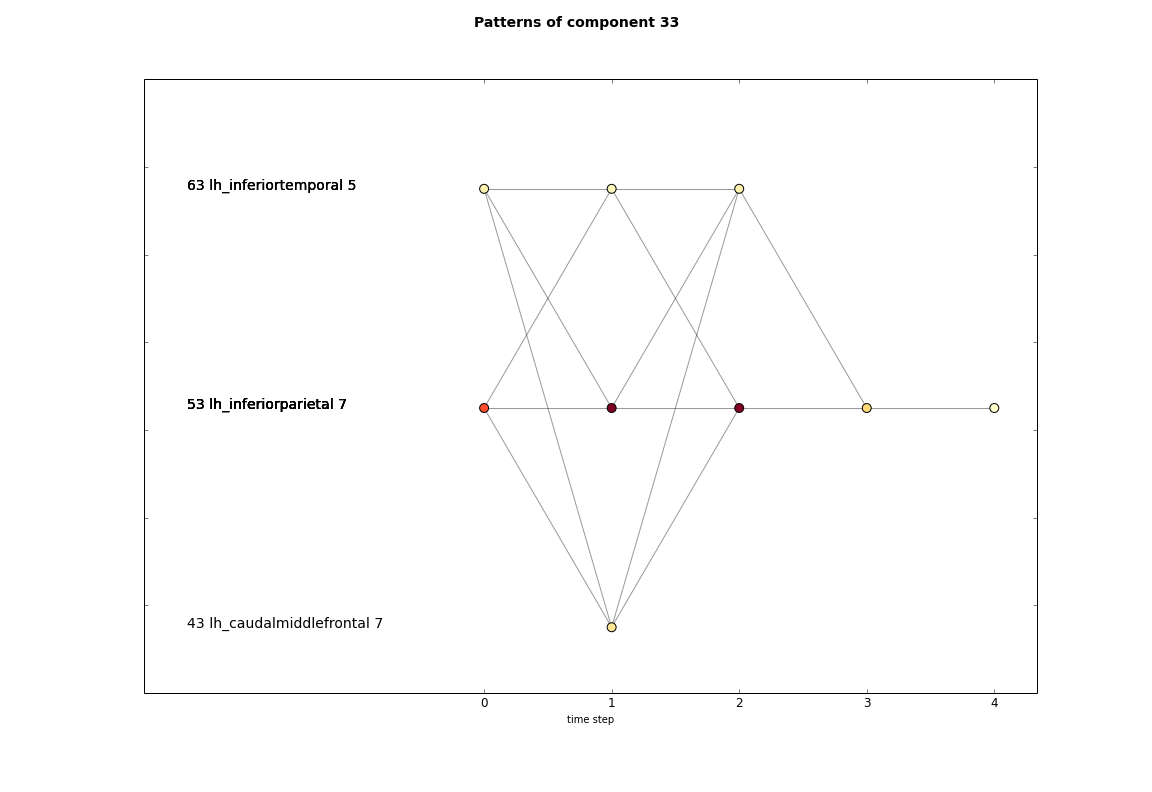 Patterns of component 33
63 lh_inferiortemporal 5
53 lh_inferiorparietal 7
43 lh_caudalmiddlefrontal 7
0 1 2 3 4
time step